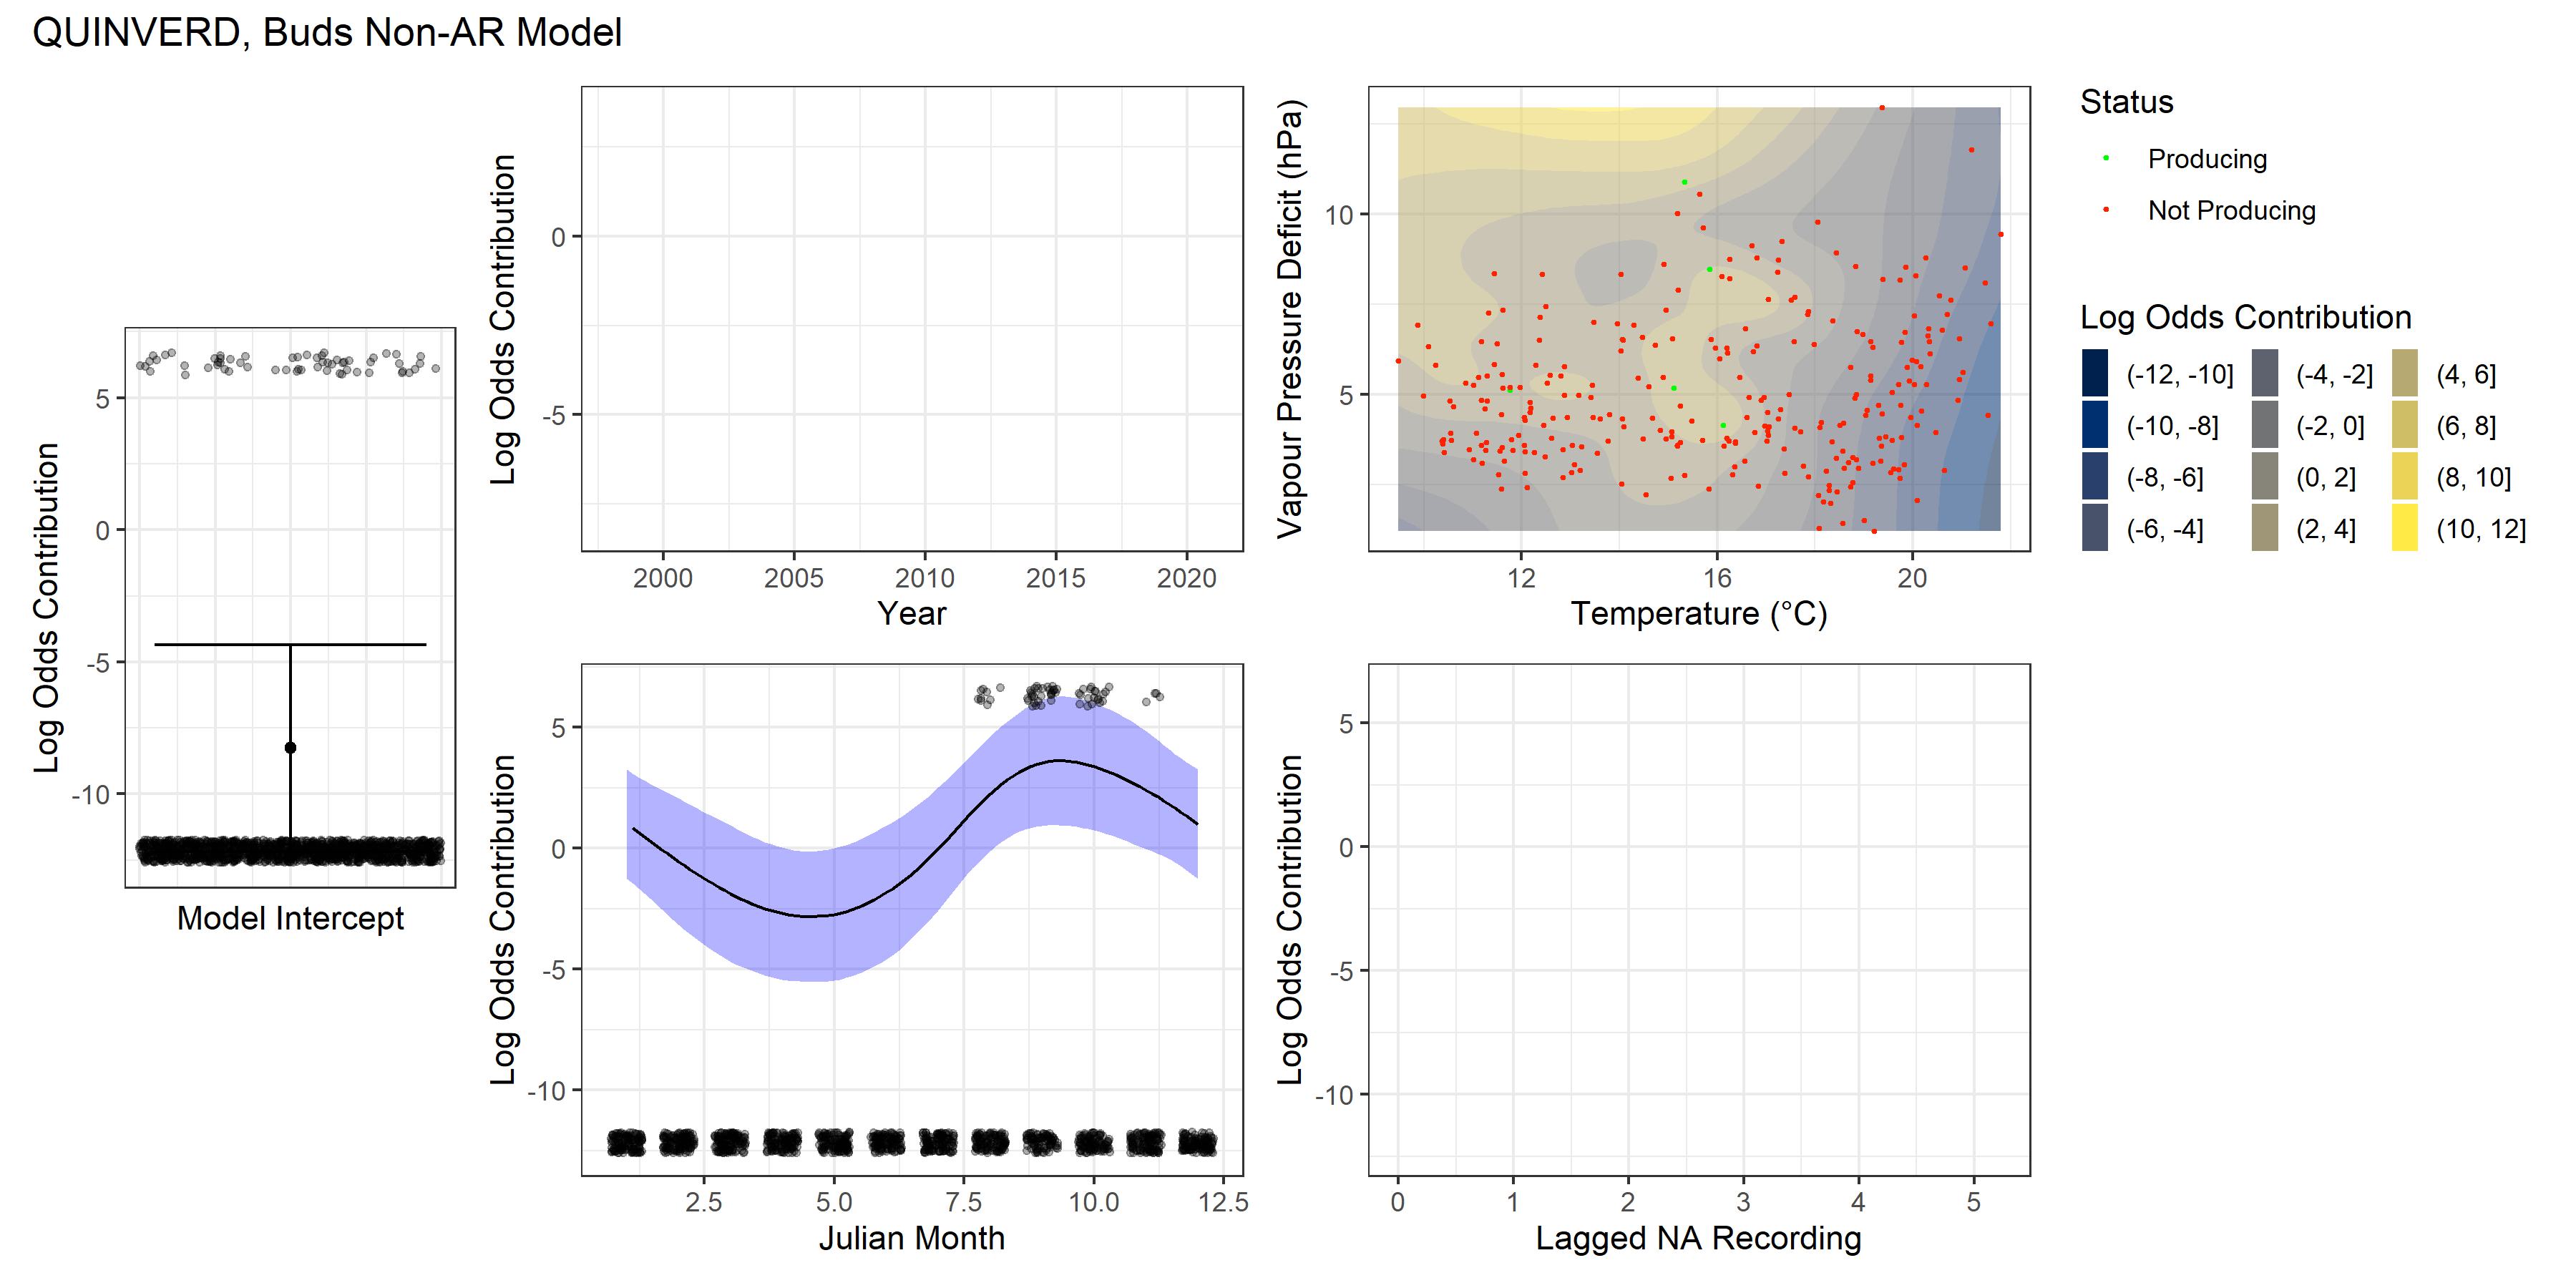 QUINVERD, Buds Non-AR Model
Log Odds Contribution
5
0
-5
-10
Model Intercept
Log Odds Contribution
0
-5
2000 2005 2010 2015 2020
Year
Vapour Pressure Deficit (hPa)
10
5
12 16 20
Temperature (°C)
Status
Producing
Not Producing
Log Odds Contribution
(-12, -10] (-4, -2] (4, 6]
(-10, -8] (-2, 0] (6, 8]
(-8, -6] (0, 2] (8, 10]
(-6, -4] (2, 4] (10, 12]
Log Odds Contribution
5
0
-5
-10
2.5 5.0 7.5 10.0 12.5
Julian Month
Log Odds Contribution
5
0
-5
-10
0 1 2 3 4 5
Lagged NA Recording